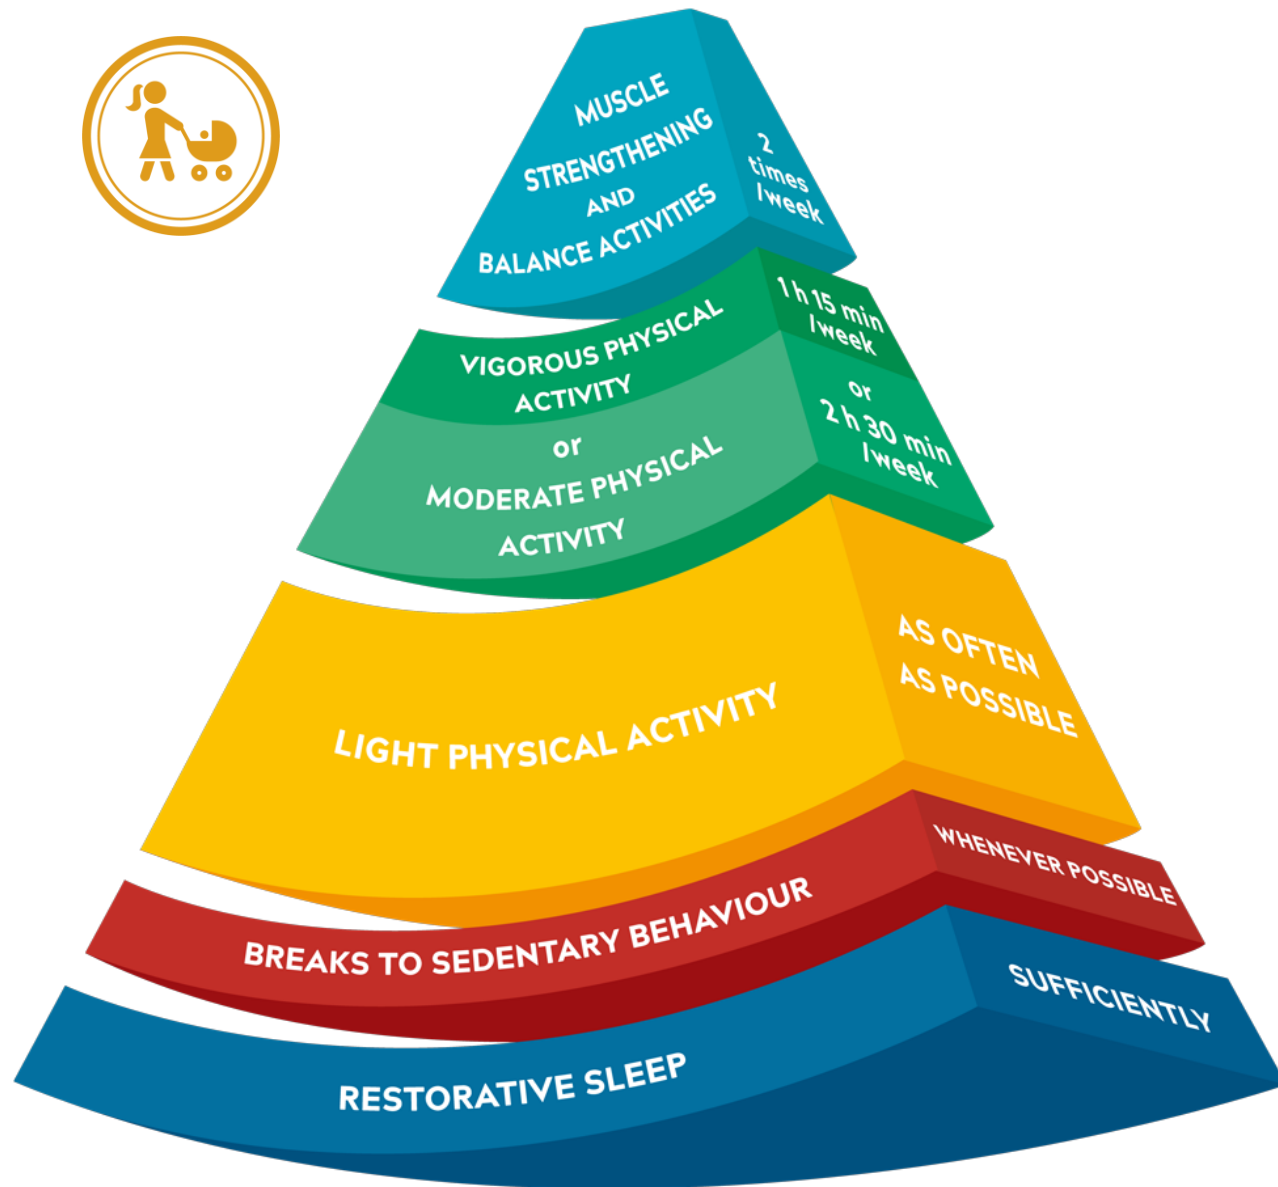 MUSCLE
STRENGTHENING
AND
BALANCE ACTIVITIES
2
times
/week
VIGOROUS PHYSICAL
ACTIVITY
1 h 15 min
/week
or
MODERATE PHYSICAL
ACTIVITY
or
2 h 30 min
/week
LIGHT PHYSICAL ACTIVITY
AS OFTEN
AS POSSIBLE
BREAKS TO SEDENTARY BEHAVIOUR
WHENEVER POSSIBLE
RESTORATIVE SLEEP
SUFFICIENTLY